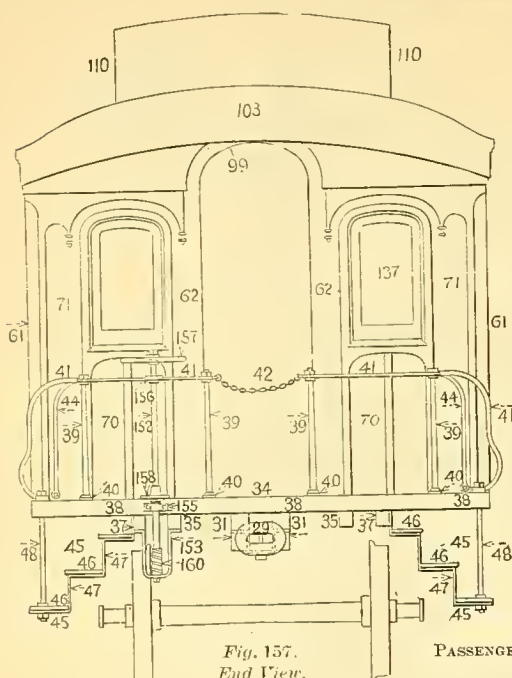 110 110
103
99
137
71 62 62 71
61 61
157
41 41 42 41
44 156 44
70 152 39 39 70 39 41
39
158 40 34 40
40 40
38 155 38 38
37 35 31 29 31 35 37 46
48 45 153 45 48
46 47 160 46 47
47
46 46
45 45
Fig. 157.
End View.
PASSENGE